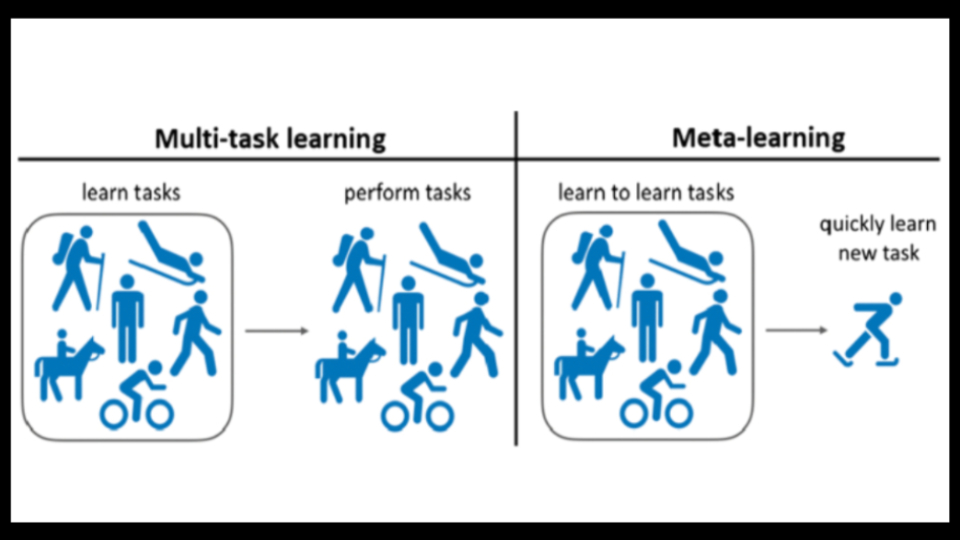 Multi-task learning
Meta-learning
learn tasks
perform tasks
learn to learn tasks
quickly learn
new task